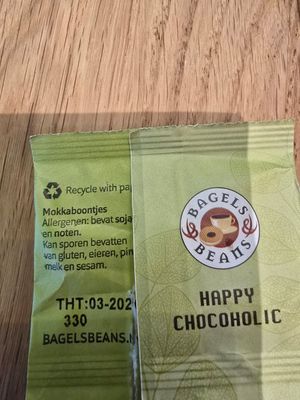 Recycle with pap
Mokkaboontjes
Allergenen: bevat soja
en noten.
Kan sporen bevatten
van gluten, eieren, pin
melk en sesam.
THT:03-202
330
BAGELSBEANS.N
BAGELS
BEANS
HAPPY
CHOCOHOLIC